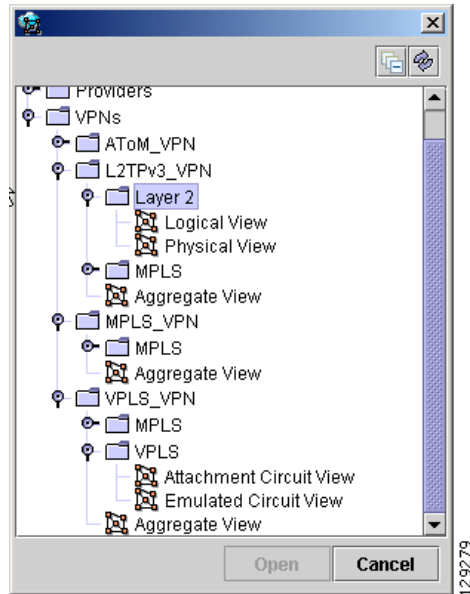 Providers
VPNs
AToM_VPN
L2TPv3_VPN
Layer 2
Logical View
Physical View
MPLS
Aggregate View
MPLS_VPN
MPLS
Aggregate View
VPLS_VPN
MPLS
VPLS
Attachment Circuit View
Emulated Circuit View
Aggregate View
Open
Cancel
129279